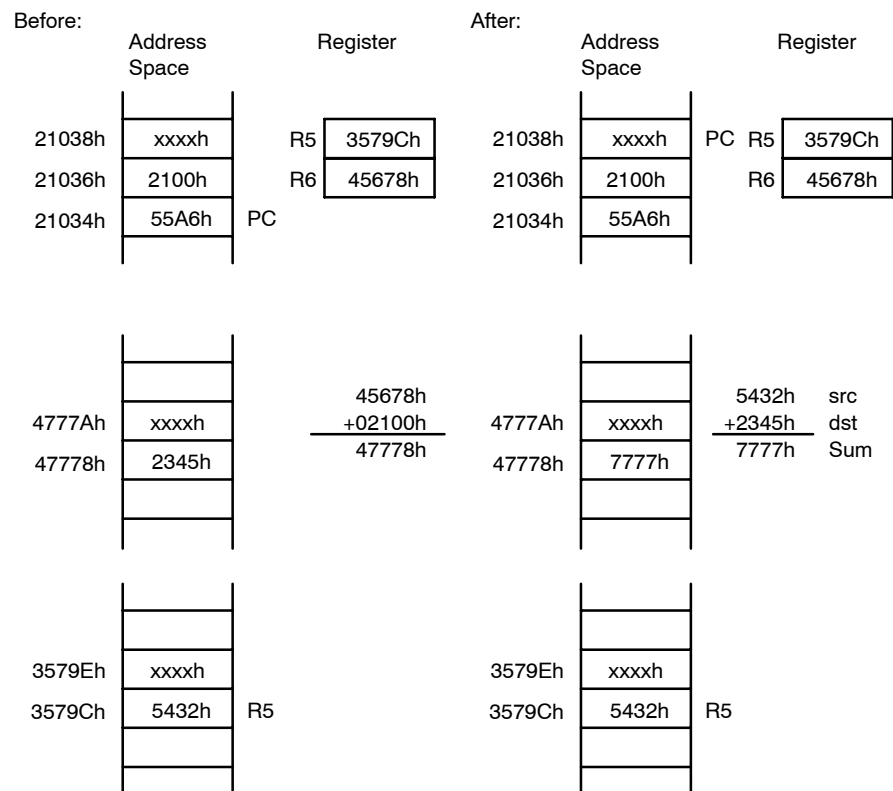 Before:
After:
Address Space
Register
Address Space
Register
21038h xxxxh R5 3579Ch
21036h 2100h R6 45678h
21034h 55A6h PC
21038h xxxxh PC R5 3579Ch
21036h 2100h R6 45678h
21034h 55A6h
45678h
4777Ah xxxxh +02100h
47778h 2345h 47778h
5432h src
4777Ah xxxxh +2345h dst
47778h 7777h 7777h Sum
3579Eh xxxxh
3579Ch 5432h R5
3579Eh xxxxh
3579Ch 5432h R5